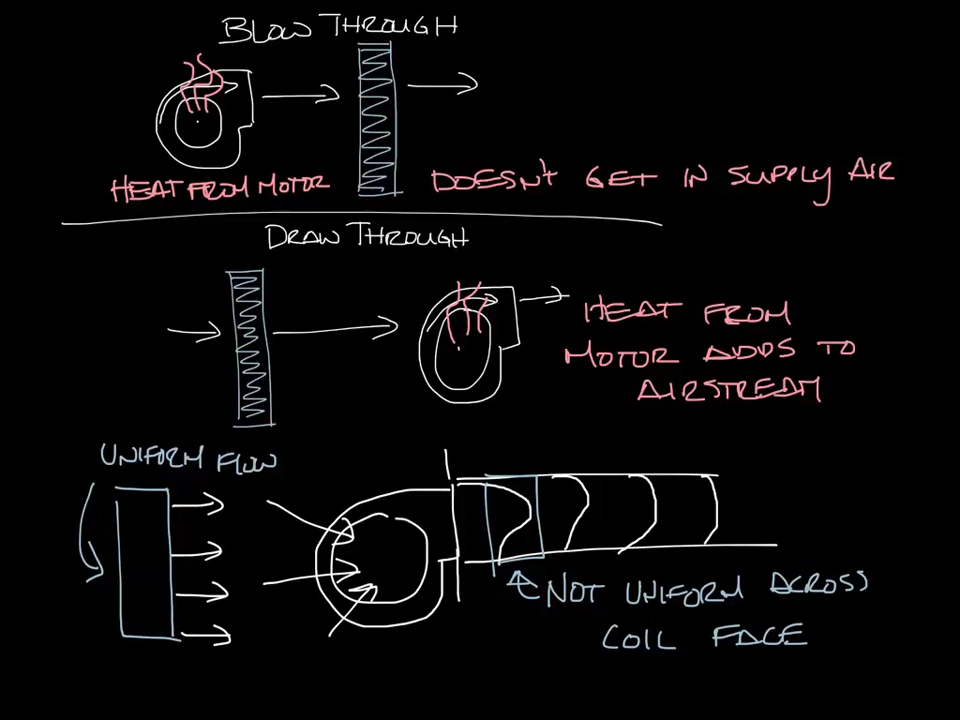 BLOW THROUGH
HEAT FROM MOTOR DOESN'T GET IN SUPPLY AIR
DRAW THROUGH
HEAT FROM
MOTOR ADDS TO
AIRSTREAM
UNIFORM FLOW
NOT UNIFORM ACROSS
COIL FACE